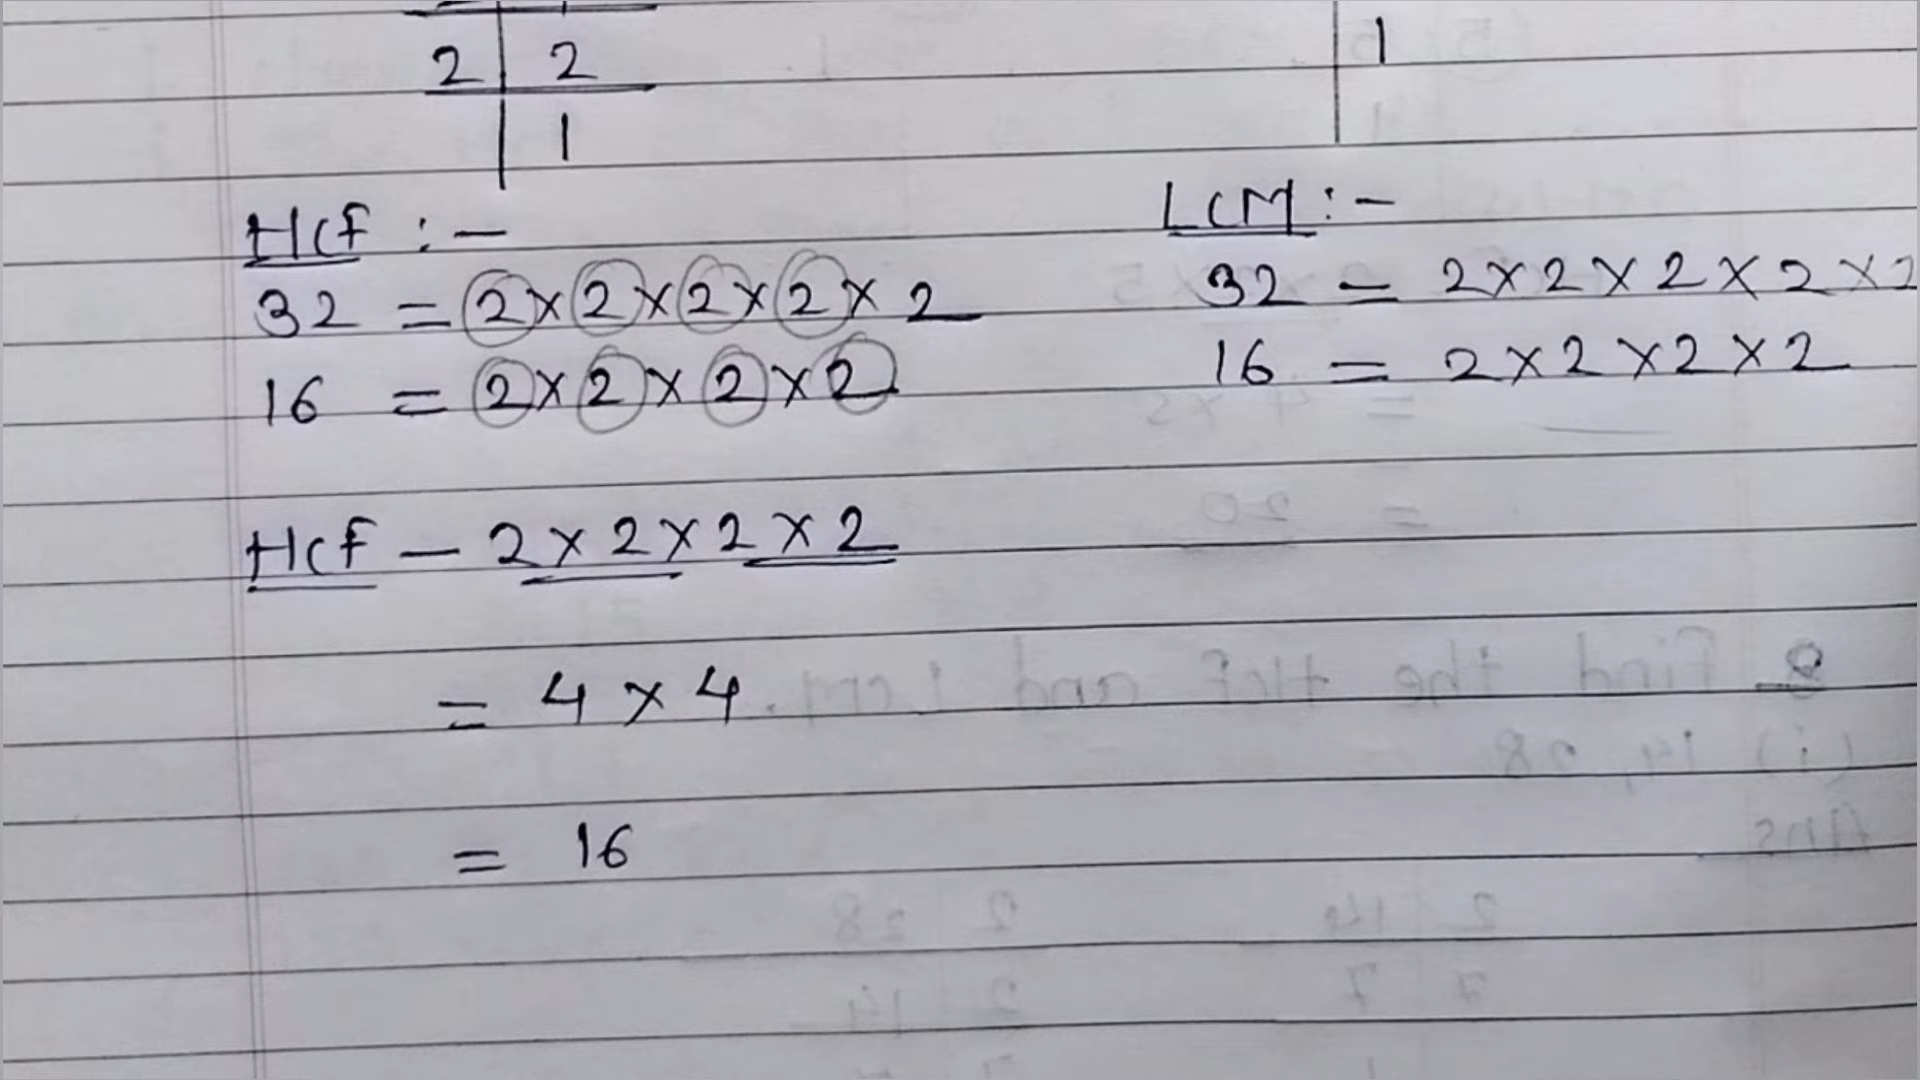 2 2
1
1
HCF :-
32 = 2×2×2×2×2
16 = 2×2×2×2
HCF - 2×2×2×2
= 4×4
= 16
LCM :-
32 = 2×2×2×2×2
16 = 2×2×2×2